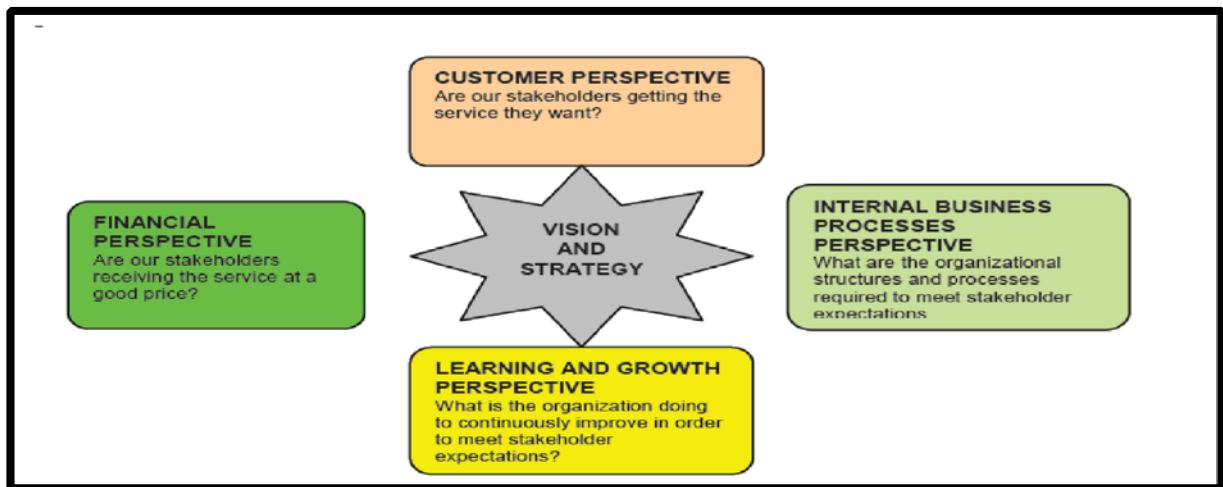 CUSTOMER PERSPECTIVE
Are our stakeholders getting the
service they want?
FINANCIAL
PERSPECTIVE
Are our stakeholders
receiving the service at a
good price?
VISION
AND
STRATEGY
INTERNAL BUSINESS
PROCESSES
PERSPECTIVE
What are the organizational
structures and processes
required to meet stakeholder
expectations
LEARNING AND GROWTH
PERSPECTIVE
What is the organization doing
to continuously improve in order
to meet stakeholder
expectations?